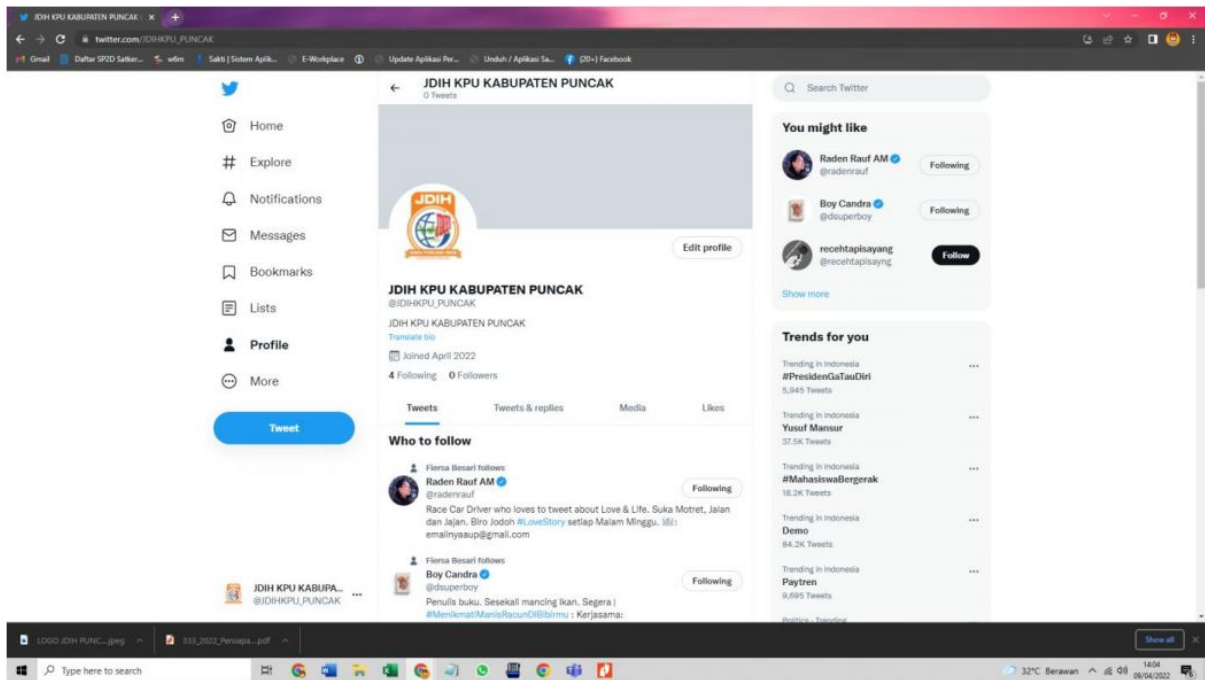 JDIH KPU KABUPATEN PUNCAK
twitter.com/JDIHKPU_PUNCAK
Gmail
Daftar SP2D Satker...
w6m
Sakti | Sistem Aplik...
E-Workplace
Update Aplikasi Per...
Unduh / Aplikasi Sa...
(20+) Facebook
JDIH KPU KABUPATEN PUNCAK
0 Tweets
Home
Explore
Notifications
Messages
Bookmarks
Lists
Profile
More
Tweet
JDIH KPU KABUPA...
@JDIHKPU_PUNCAK
JDIH
Edit profile
JDIH KPU KABUPATEN PUNCAK
@JDIHKPU_PUNCAK
JDIH KPU KABUPATEN PUNCAK
Translate bio
Joined April 2022
4 Following 0 Followers
Tweets Tweets & replies Media Likes
Who to follow
Fiersa Besari follows
Raden Rauf AM
@radenrauf
Following
Race Car Driver who loves to tweet about Love & Life. Suka Motret, Jalan
dan Jajan. Biro Jodoh #LoveStory setiap Malam Minggu.
emailnyaaup@gmail.com
Fiersa Besari follows
Boy Candra
@dsuperboy
Following
Penulis buku. Sesekali mancing ikan. Segera |
#MenikmatiManisRacunDiBibirmu : Kerjasama:
Search Twitter
You might like
Raden Rauf AM
@radenrauf
Following
Boy Candra
@dsuperboy
Following
recehtapisayang
@recehtapisayng
Follow
Show more
Trends for you
Trending in Indonesia
#PresidenGaTauDiri
5,945 Tweets
Trending in Indonesia
Yusuf Mansur
37.5K Tweets
Trending in Indonesia
#MahasiswaBergerak
18.2K Tweets
Trending in Indonesia
Demo
84.2K Tweets
Trending in Indonesia
Paytren
9,695 Tweets
Politics - Trending
LOGO JDIH PUNC....jpeg
333_2022_Persiapa....pdf
Show all
Type here to search
32°C Berawan
14:04
09/04/2022